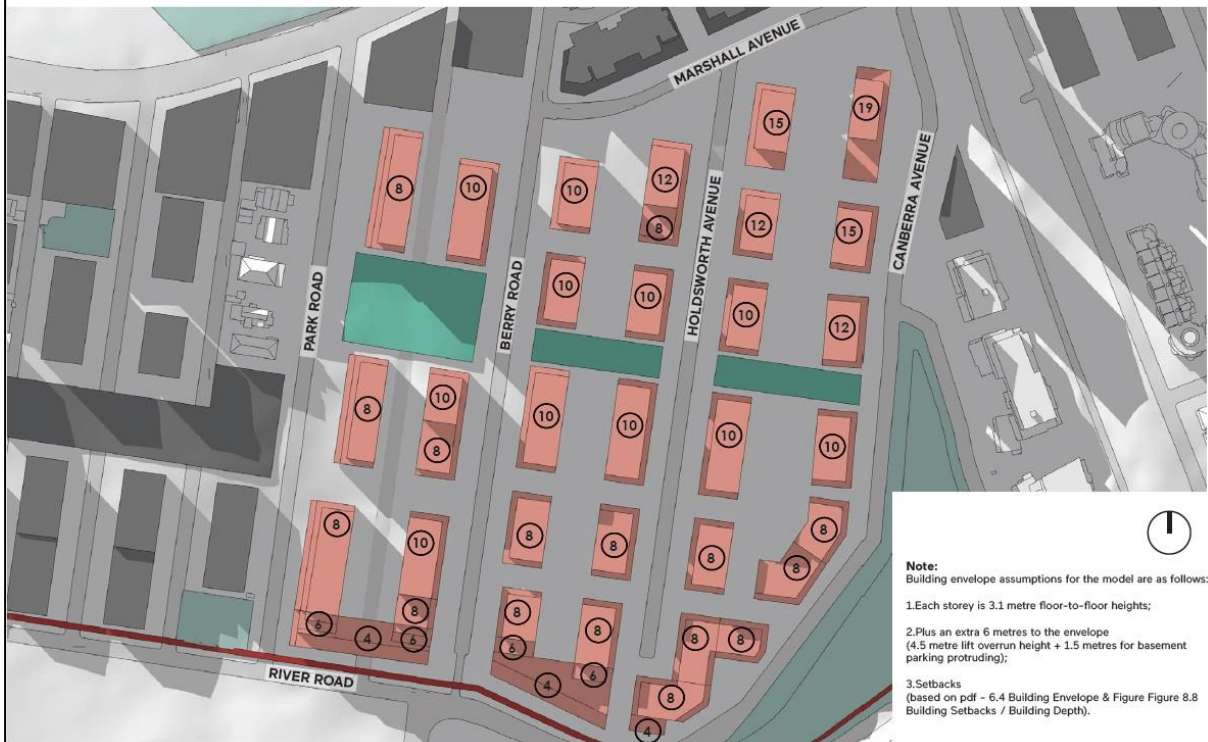 MARSHALL AVENUE
19
15
8
10
10
12
8
12
15
CANBERRA AVENUE
HOLDSWORTH AVENUE
PARK ROAD
BERRY ROAD
10
10
10
12
8
10
8
10
10
10
10
8
10
8
8
8
8
8
6
4
8
6
8
6
8
6
4
8
8
8
4
RIVER ROAD
Note:
Building envelope assumptions for the model are as follows:
1.Each storey is 3.1 metre floor-to-floor heights;
2.Plus an extra 6 metres to the envelope
(4.5 metre lift overrun height + 1.5 metres for basement
parking protruding);
3.Setbacks
(based on pdf - 6.4 Building Envelope & Figure Figure 8.8
Building Setbacks / Building Depth).